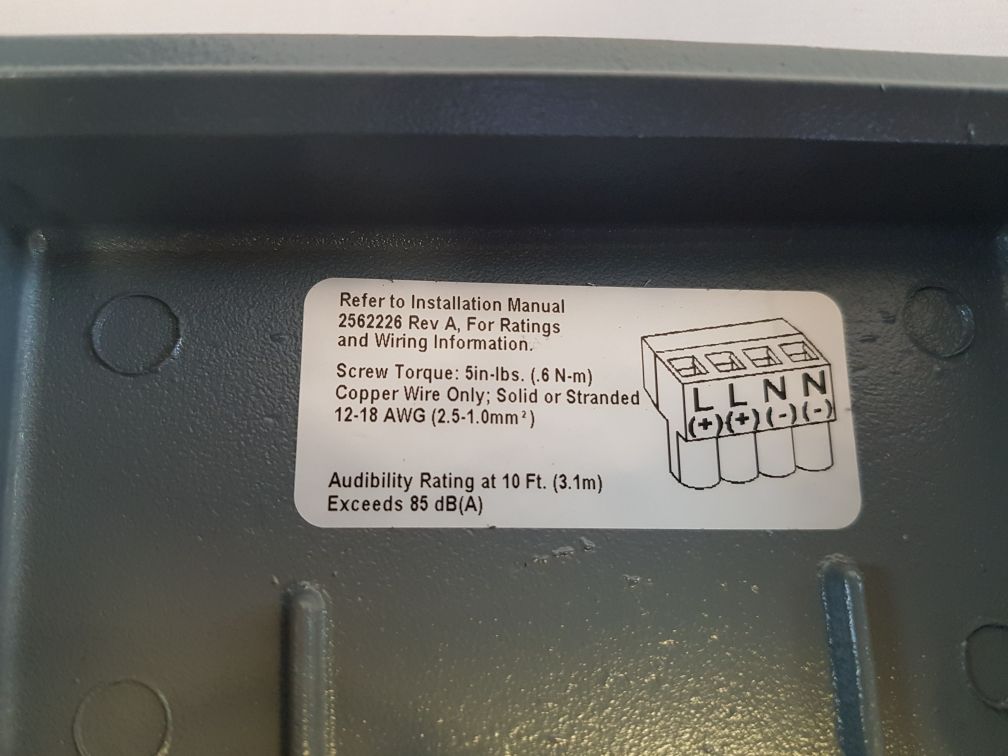 Refer to Installation Manual
2562226 Rev A, For Ratings
and Wiring Information.
Screw Torque: 5in-lbs. (.6 N-m)
Copper Wire Only; Solid or Stranded
12-18 AWG (2.5-1.0mm²)
Audibility Rating at 10 Ft. (3.1m)
Exceeds 85 dB(A)
L L N N
(+) (+) (-) (-)